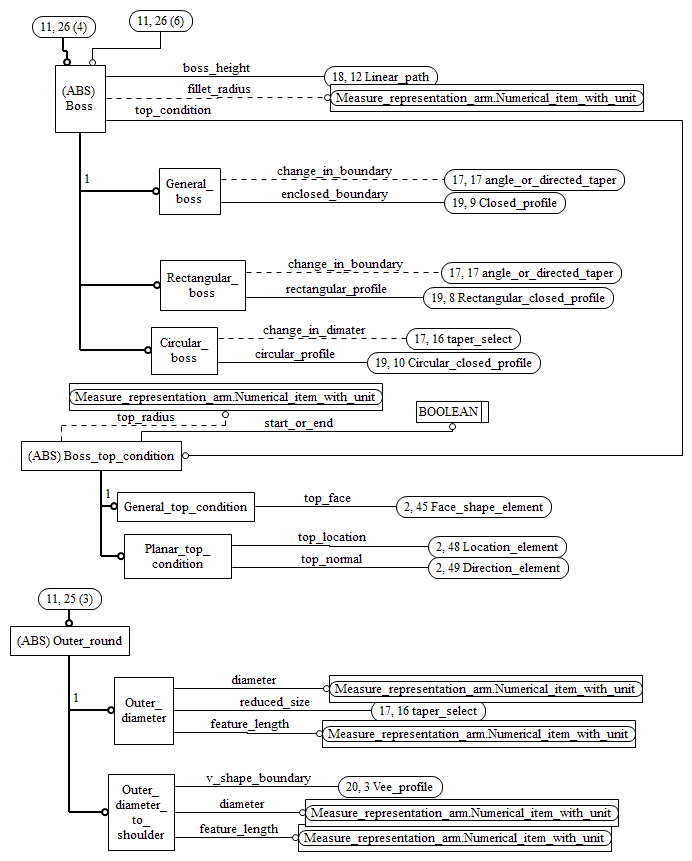 11, 26 (4)
11, 26 (6)
(ABS)
Boss
boss_height
18, 12 Linear_path
fillet_radius
Measure_representation_arm.Numerical_item_with_unit
top_condition
1
General_
boss
change_in_boundary
17, 17 angle_or_directed_taper
enclosed_boundary
19, 9 Closed_profile
Rectangular_
boss
change_in_boundary
17, 17 angle_or_directed_taper
rectangular_profile
19, 8 Rectangular_closed_profile
Circular_
boss
change_in_dimater
17, 16 taper_select
circular_profile
19, 10 Circular_closed_profile
Measure_representation_arm.Numerical_item_with_unit
top_radius
start_or_end
BOOLEAN
(ABS) Boss_top_condition
1
General_top_condition
top_face
2, 45 Face_shape_element
Planar_top_
condition
top_location
2, 48 Location_element
top_normal
2, 49 Direction_element
11, 25 (3)
(ABS) Outer_round
1
Outer_
diameter
diameter
Measure_representation_arm.Numerical_item_with_unit
reduced_size
17, 16 taper_select
feature_length
Measure_representation_arm.Numerical_item_with_unit
Outer_
diameter_
to_
shoulder
v_shape_boundary
20, 3 Vee_profile
diameter
Measure_representation_arm.Numerical_item_with_unit
feature_length
Measure_representation_arm.Numerical_item_with_unit